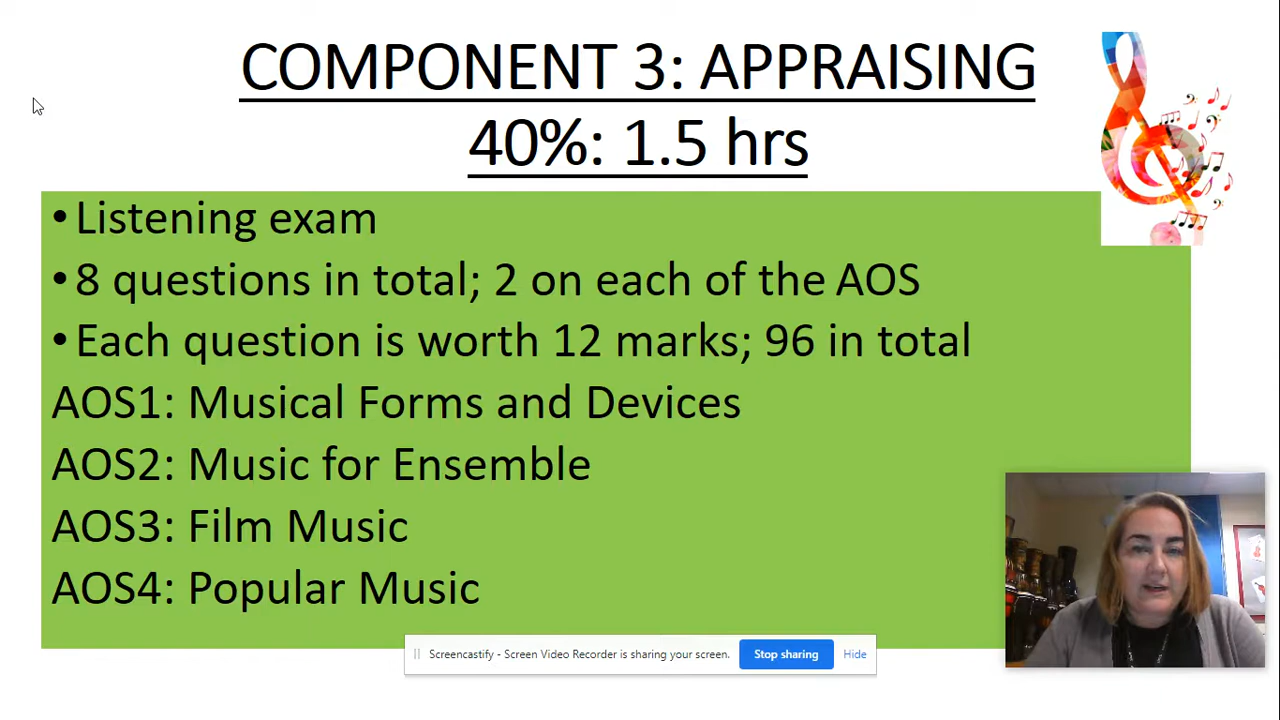 COMPONENT 3: APPRAISING
40%: 1.5 hrs
•Listening exam
•8 questions in total; 2 on each of the AOS
•Each question is worth 12 marks; 96 in total
AOS1: Musical Forms and Devices
AOS2: Music for Ensemble
AOS3: Film Music
AOS4: Popular Music
Screencastify - Screen Video Recorder is sharing your screen. Stop sharing Hide